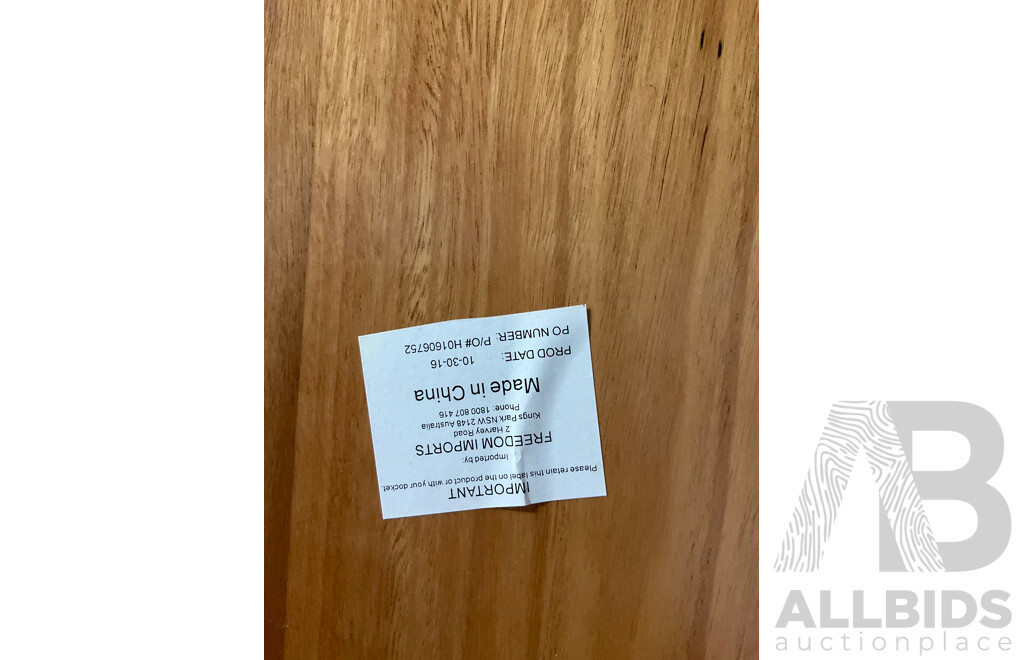 IMPORTANT
Please retain this label on the product or with your docket.
Imported by:
FREEDOM IMPORTS
2 Harvey Road
Kings Park NSW 2148 Australia
Phone: 1800 807 416
Made in China
PROD DATE: 10-30-16
PO NUMBER: P/O# H01606752
AB
ALLBIDS
auctionplace